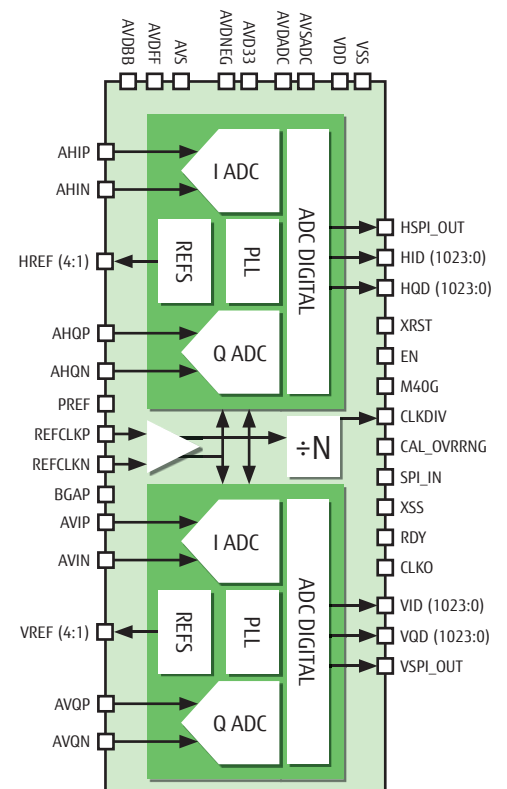 AVDBB
AVDFF
AVS
AVDNEG
AVD33
AVDADC
AVSADC
VDD
VSS
AHIP
AHIN
HREF (4:1)
AHQP
AHQN
PREF
REFCLKP
REFCLKN
BGAP
AVIP
AVIN
VREF (4:1)
AVQP
AVQN
I ADC
REFS
PLL
ADC DIGITAL
Q ADC
÷N
I ADC
REFS
PLL
ADC DIGITAL
Q ADC
HSPI_OUT
HID (1023:0)
HQD (1023:0)
XRST
EN
M40G
CLKDIV
CAL_OVRRNG
SPI_IN
XSS
RDY
CLKO
VID (1023:0)
VQD (1023:0)
VSPI_OUT